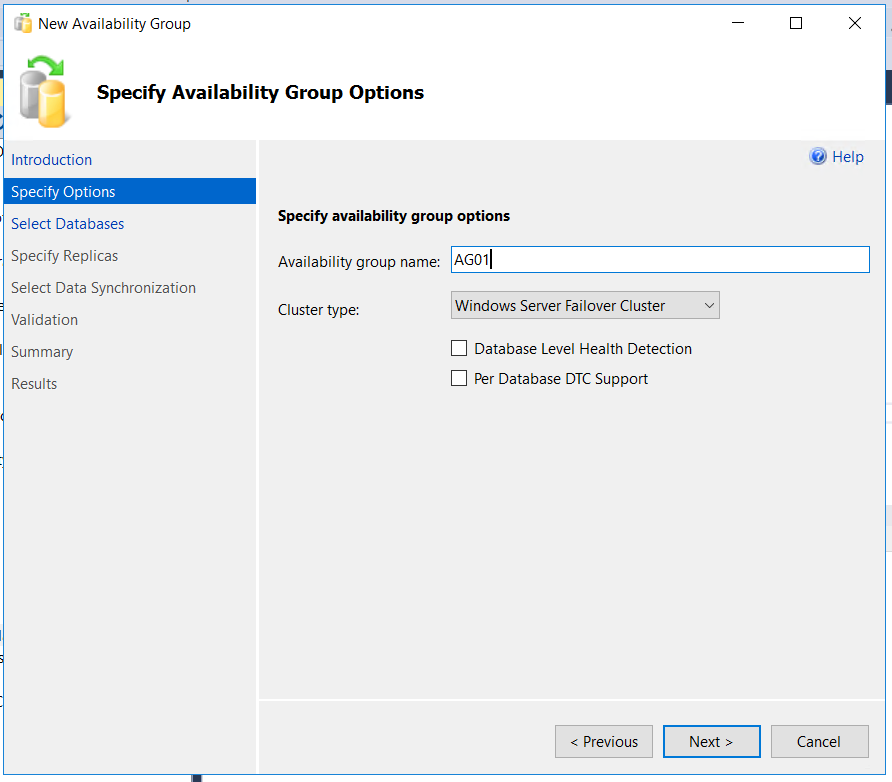 New Availability Group
Specify Availability Group Options
Introduction
Specify Options
Select Databases
Specify Replicas
Select Data Synchronization
Validation
Summary
Results
Help
Specify availability group options
Availability group name: AG01
Cluster type: Windows Server Failover Cluster
Database Level Health Detection
Per Database DTC Support
< Previous Next > Cancel